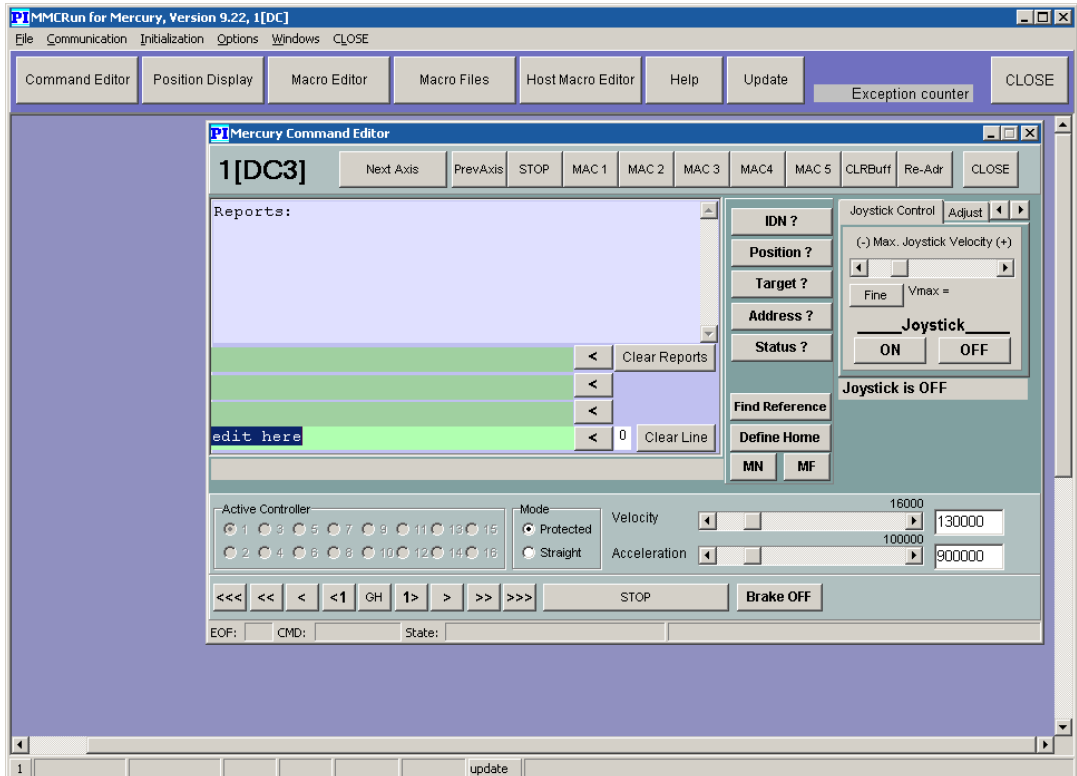 PI MMCRun for Mercury, Version 9.22, 1[DC]
File Communication Initialization Options Windows CLOSE
Command Editor Position Display Macro Editor Macro Files Host Macro Editor Help Update Exception counter CLOSE
PI Mercury Command Editor
1[DC3] Next Axis PrevAxis STOP MAC 1 MAC 2 MAC 3 MAC4 MAC 5 CLRBuff Re-Adr CLOSE
Reports:
IDN ?
Position ?
Target ?
Address ?
Status ?
Joystick Control Adjust
(-) Max. Joystick Velocity (+)
Fine Vmax =
_____Joystick_____
ON OFF
Joystick is OFF
< Clear Reports
<
<
edit here < 0 Clear Line
Find Reference
Define Home
MN MF
Active Controller
1 3 5 7 9 11 13 15
2 4 6 8 10 12 14 16
Mode
Protected
Straight
Velocity 16000 130000
Acceleration 100000 900000
<<< << < <1 GH 1> > >> >>> STOP Brake OFF
EOF: CMD: State:
1 update